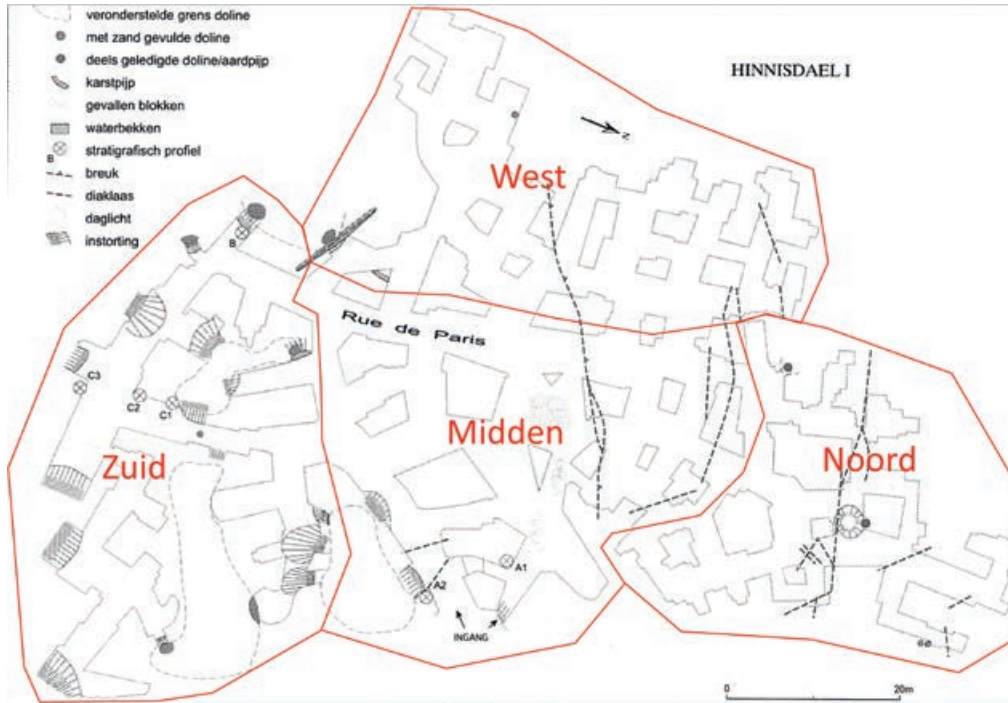 veronderstelde grens doline
met zand gevulde doline
deels geledigde doline/aardpijp
karstpijp
gevallen blokken
waterbekken
stratigrafisch profiel
B
breuk
diaklaas
daglicht
instorting
HINNISDAEL I
N
West
B
Rue de Paris
C3
C2
C1
Midden
Zuid
Noord
A1
A2
INGANG
0
20m